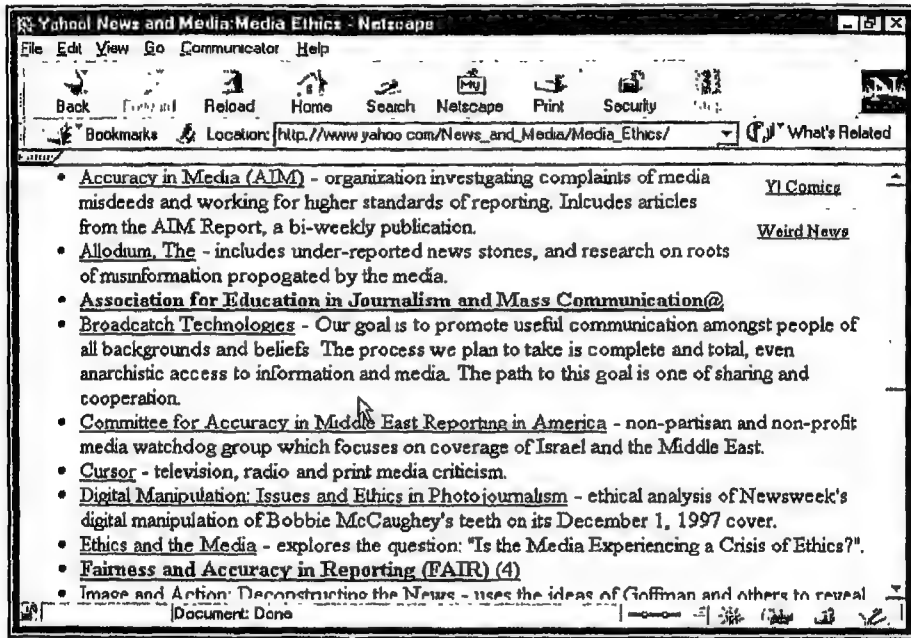 Yahoo! News and Media:Media Ethics - Netscape
File Edit View Go Communicator Help
Back Forward Reload Home Search Netscape Print Security Stop
Bookmarks Location: http://www.yahoo.com/News_and_Media/Media_Ethics/ What's Related
• Accuracy in Media (AIM) - organization investigating complaints of media Y! Comics
misdeeds and working for higher standards of reporting. Inlcudes articles
from the AIM Report, a bi-weekly publication. Weird News
• Allodium, The - includes under-reported news stories, and research on roots
of misinformation propogated by the media.
• Association for Education in Journalism and Mass Communication@
• Broadcatch Technologies - Our goal is to promote useful communication amongst people of
all backgrounds and beliefs. The process we plan to take is complete and total, even
anarchistic access to information and media. The path to this goal is one of sharing and
cooperation.
• Committee for Accuracy in Middle East Reporting in America - non-partisan and non-profit
media watchdog group which focuses on coverage of Israel and the Middle East.
• Cursor - television, radio and print media criticism.
• Digital Manipulation: Issues and Ethics in Photojournalism - ethical analysis of Newsweek's
digital manipulation of Bobbie McCaughey's teeth on its December 1, 1997 cover.
• Ethics and the Media - explores the question: "Is the Media Experiencing a Crisis of Ethics?".
• Fairness and Accuracy in Reporting (FAIR) (4)
• Image and Action: Deconstructing the News - uses the ideas of Goffman and others to reveal
Document: Done